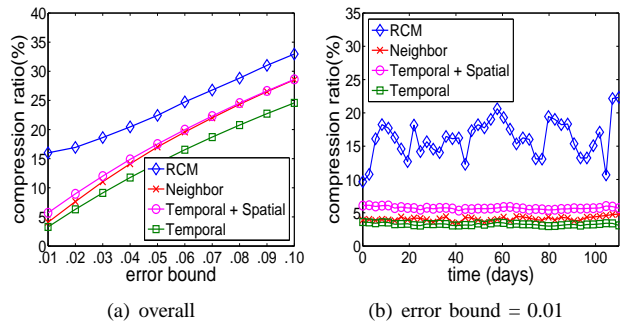 40
35
30
25
20
15
10
5
0
compression ratio(%)
RCM
Neighbor
Temporal + Spatial
Temporal
.01 .02 .03 .04 .05 .06 .07 .08 .09 .10
error bound
(a) overall
35
30
25
20
15
10
5
0
compression ratio(%)
RCM
Neighbor
Temporal + Spatial
Temporal
0 20 40 60 80 100
time (days)
(b) error bound = 0.01